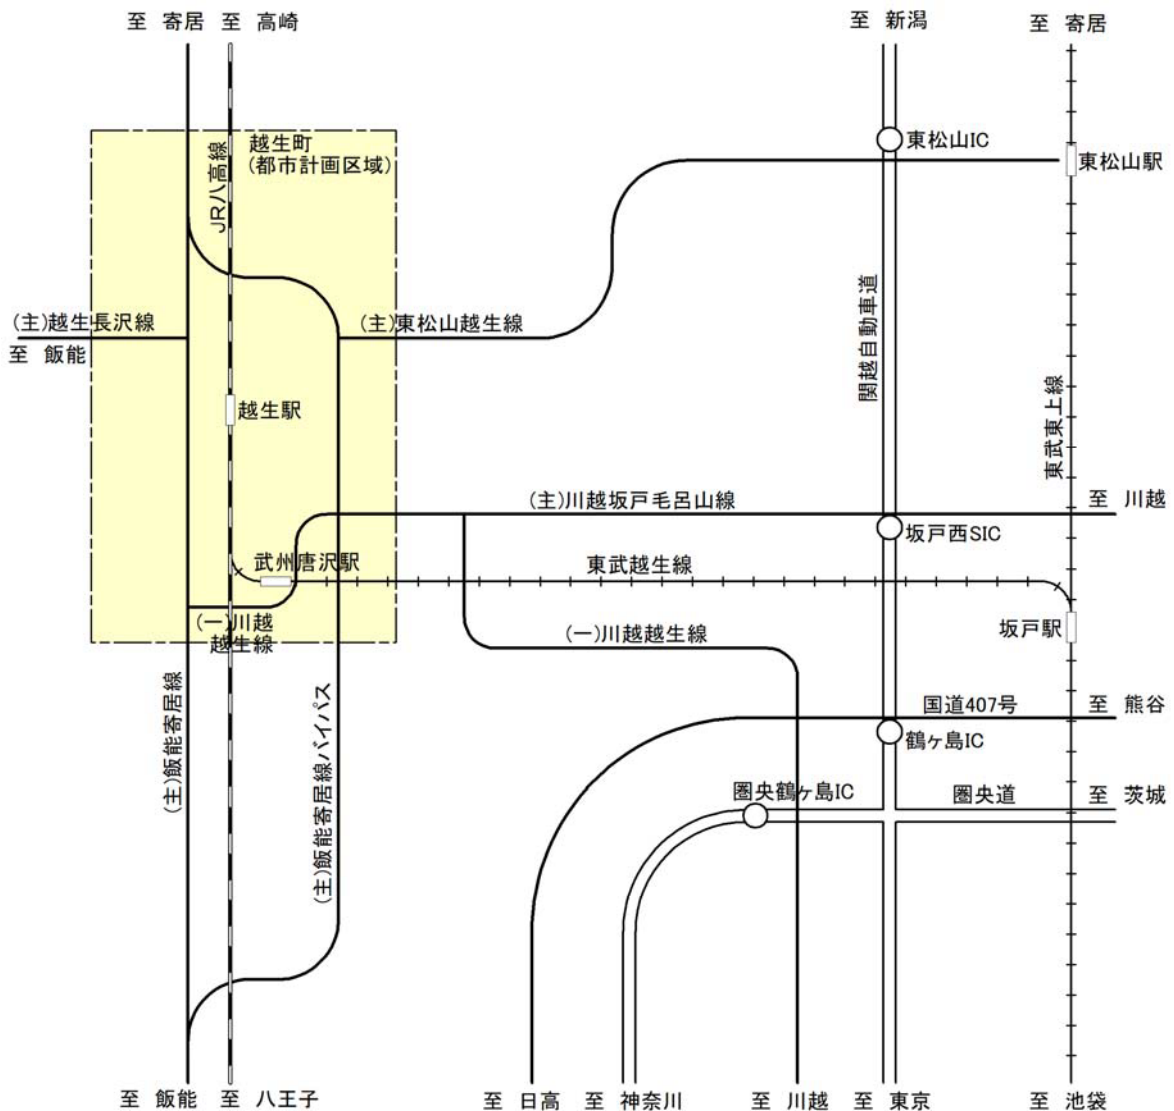 至 寄居
至 高崎
至 新潟
至 寄居
越生町
(都市計画区域)
JR八高線
東松山IC
東松山駅
(主)越生長沢線
至 飯能
(主)東松山越生線
関越自動車道
越生駅
東武東上線
(主)川越坂戸毛呂山線
至 川越
坂戸西SIC
武州唐沢駅
東武越生線
(一)川越
越生線
(一)川越越生線
坂戸駅
(主)飯能寄居線
(主)飯能寄居線バイパス
国道407号
至 熊谷
鶴ヶ島IC
圏央鶴ヶ島IC
圏央道
至 茨城
至 飯能
至 八王子
至 日高
至 神奈川
至 川越
至 東京
至 池袋